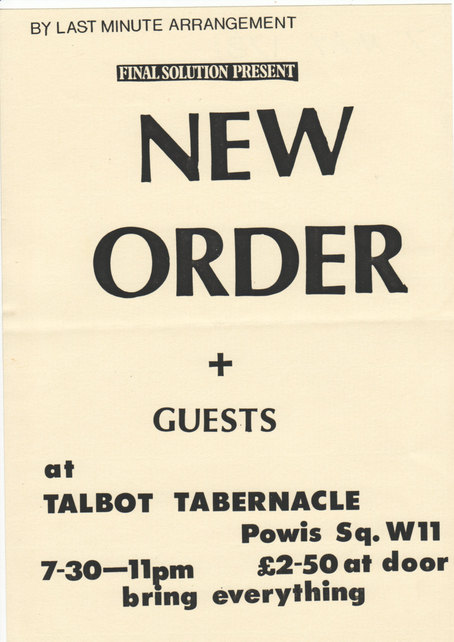 BY LAST MINUTE ARRANGEMENT
FINAL SOLUTION PRESENT
NEW
ORDER
+
GUESTS
at
TALBOT TABERNACLE
Powis Sq. W11
7-30—11pm £2-50 at door
bring everything